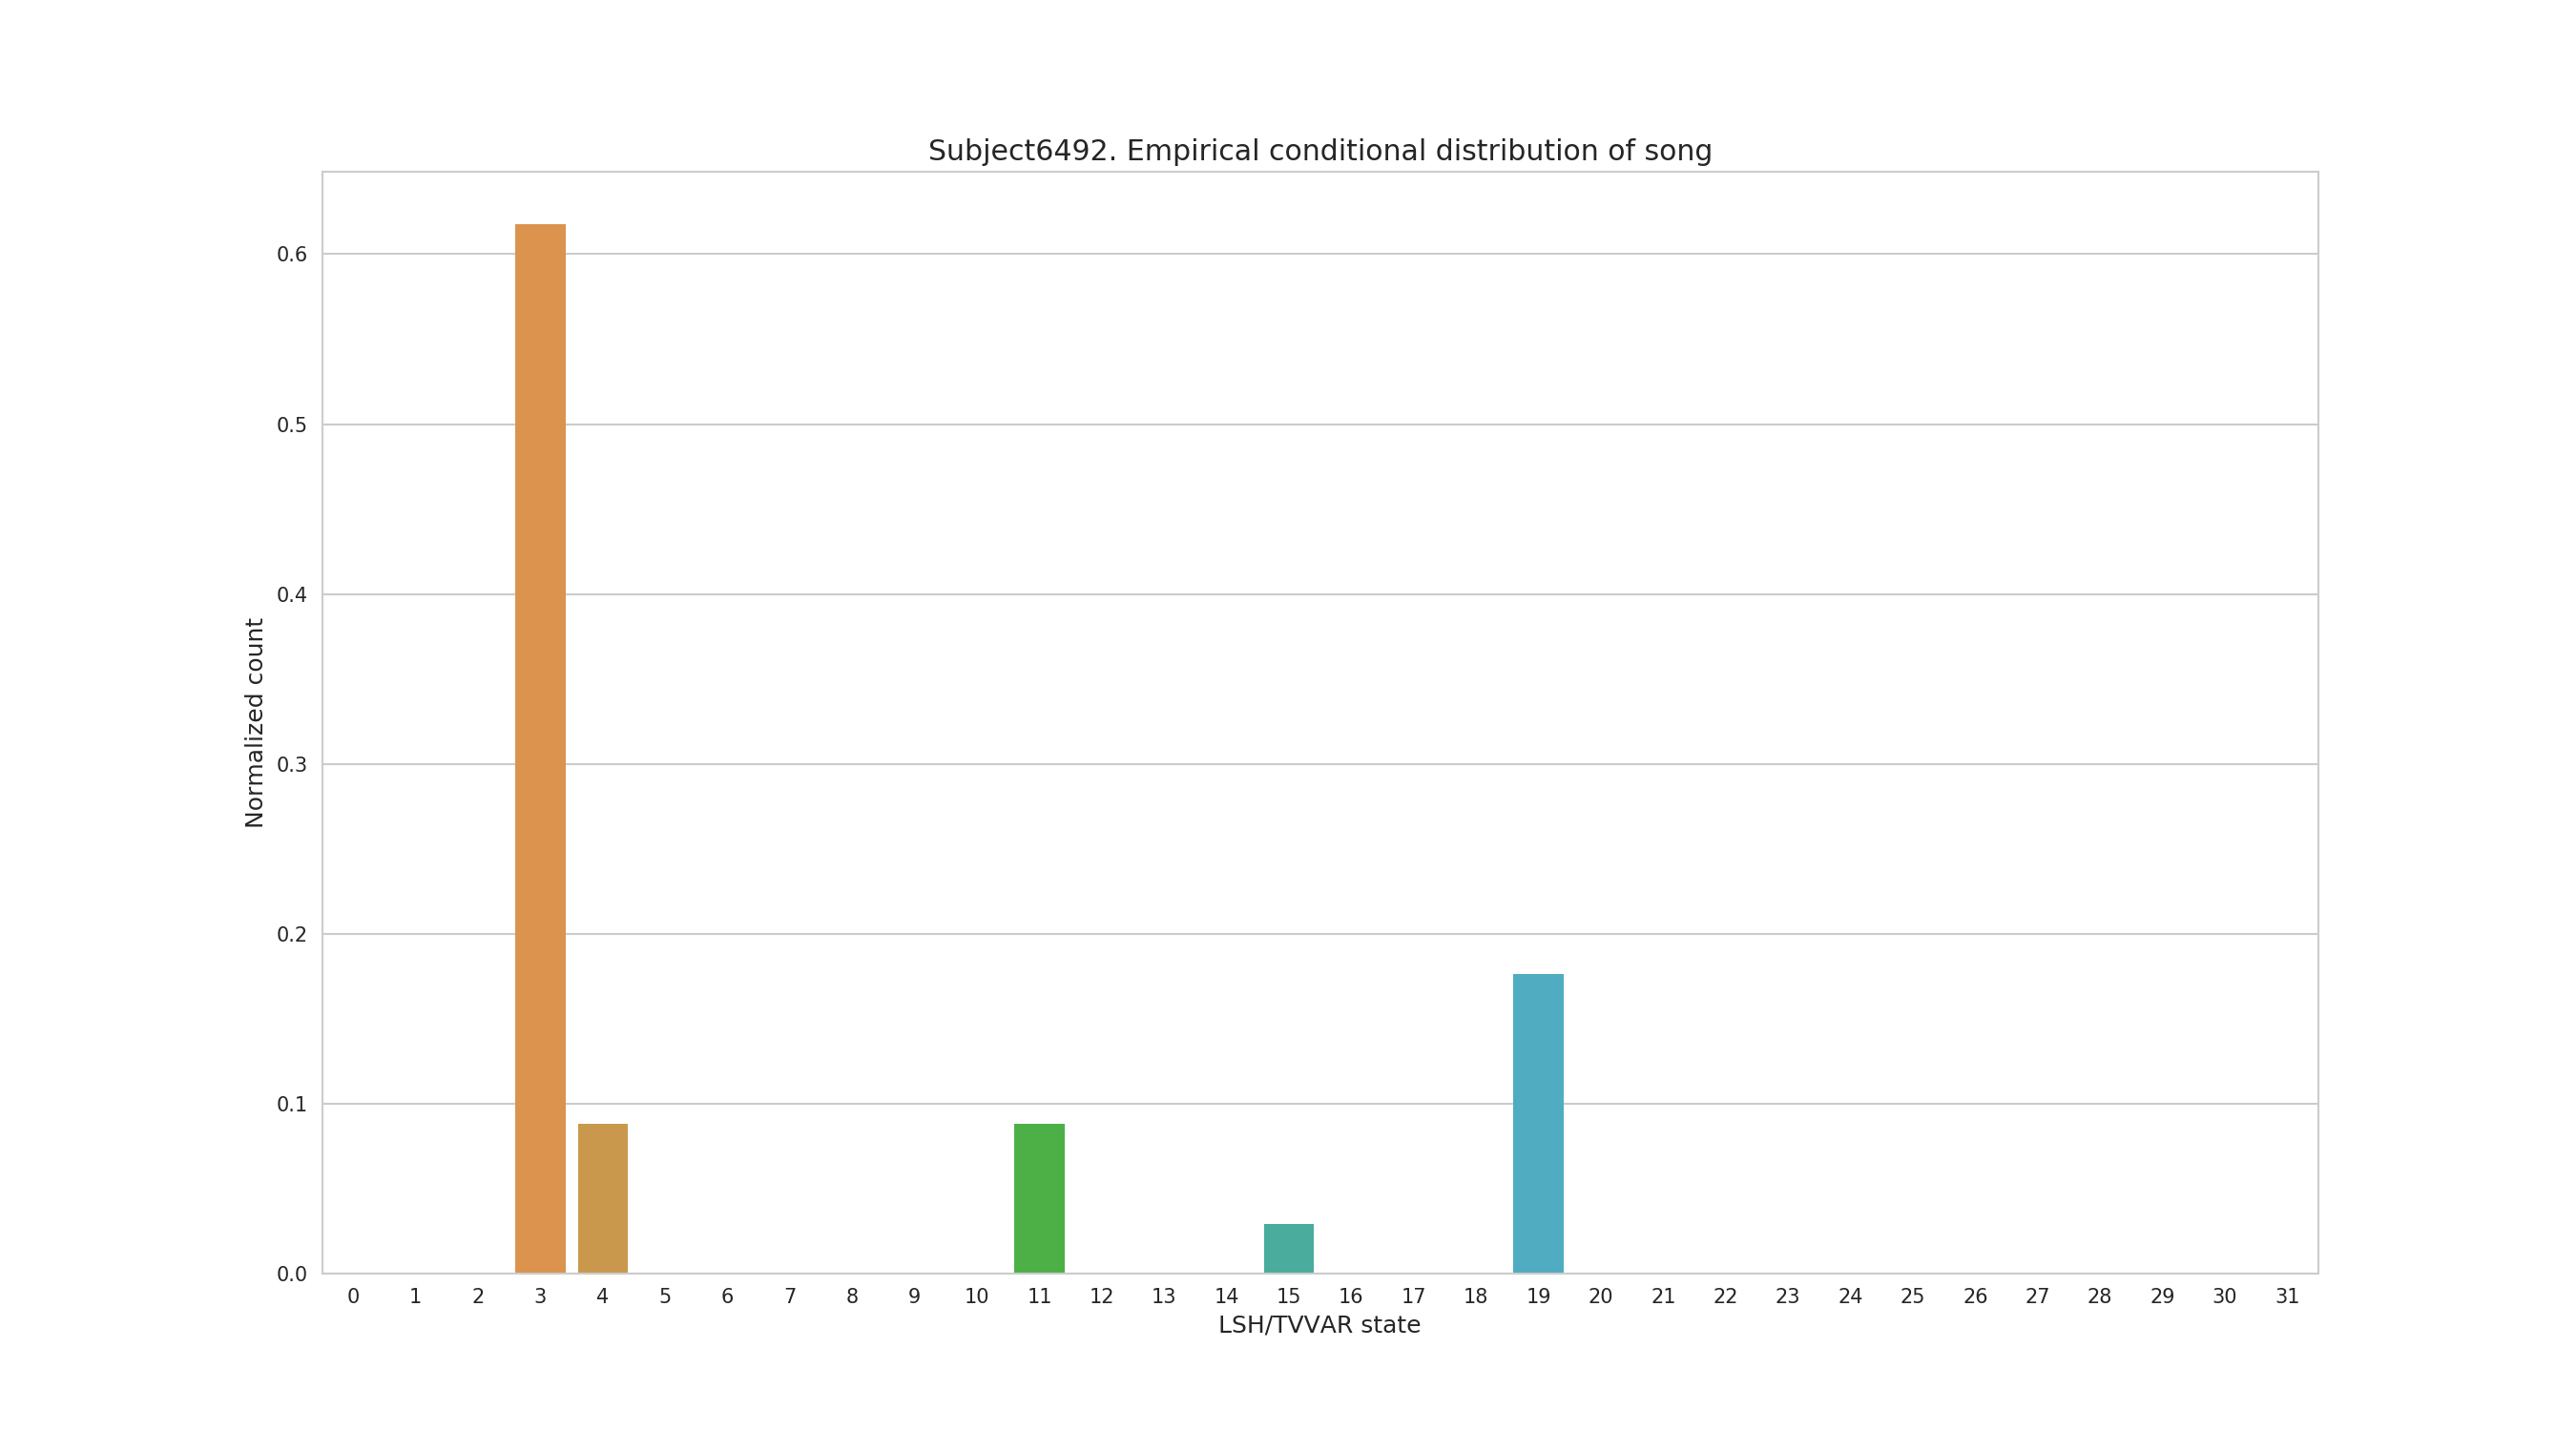 Subject6492. Empirical conditional distribution of song
Normalized count
0.6
0.5
0.4
0.3
0.2
0.1
0.0
0 1 2 3 4 5 6 7 8 9 10 11 12 13 14 15 16 17 18 19 20 21 22 23 24 25 26 27 28 29 30 31
LSH/TVVAR state